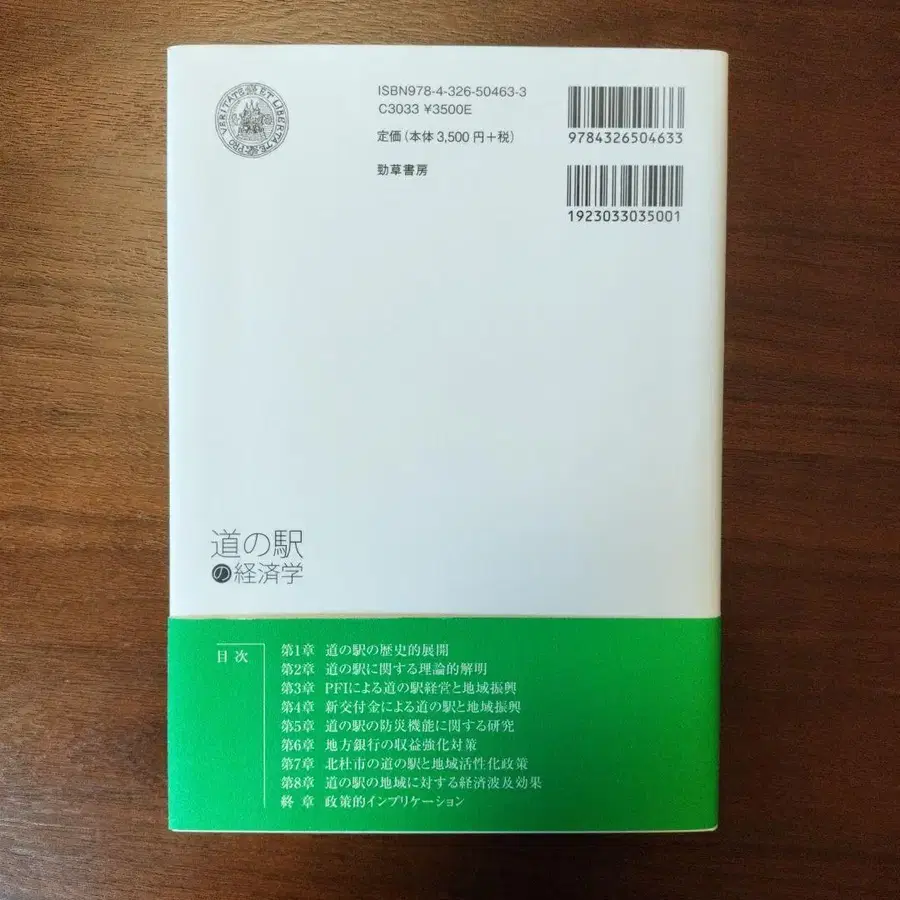 PRO VERITATE ET LIBERTATE
ISBN978-4-326-50463-3
C3033 ¥3500E
定価(本体3,500円+税)
勁草書房
9784326504633
1923033035001
道の駅
の経済学
目次
第1章 道の駅の歴史的展開
第2章 道の駅に関する理論的解明
第3章 PFIによる道の駅経営と地域振興
第4章 新交付金による道の駅と地域振興
第5章 道の駅の防災機能に関する研究
第6章 地方銀行の収益強化対策
第7章 北杜市の道の駅と地域活性化政策
第8章 道の駅の地域に対する経済波及効果
終章 政策的インプリケーション